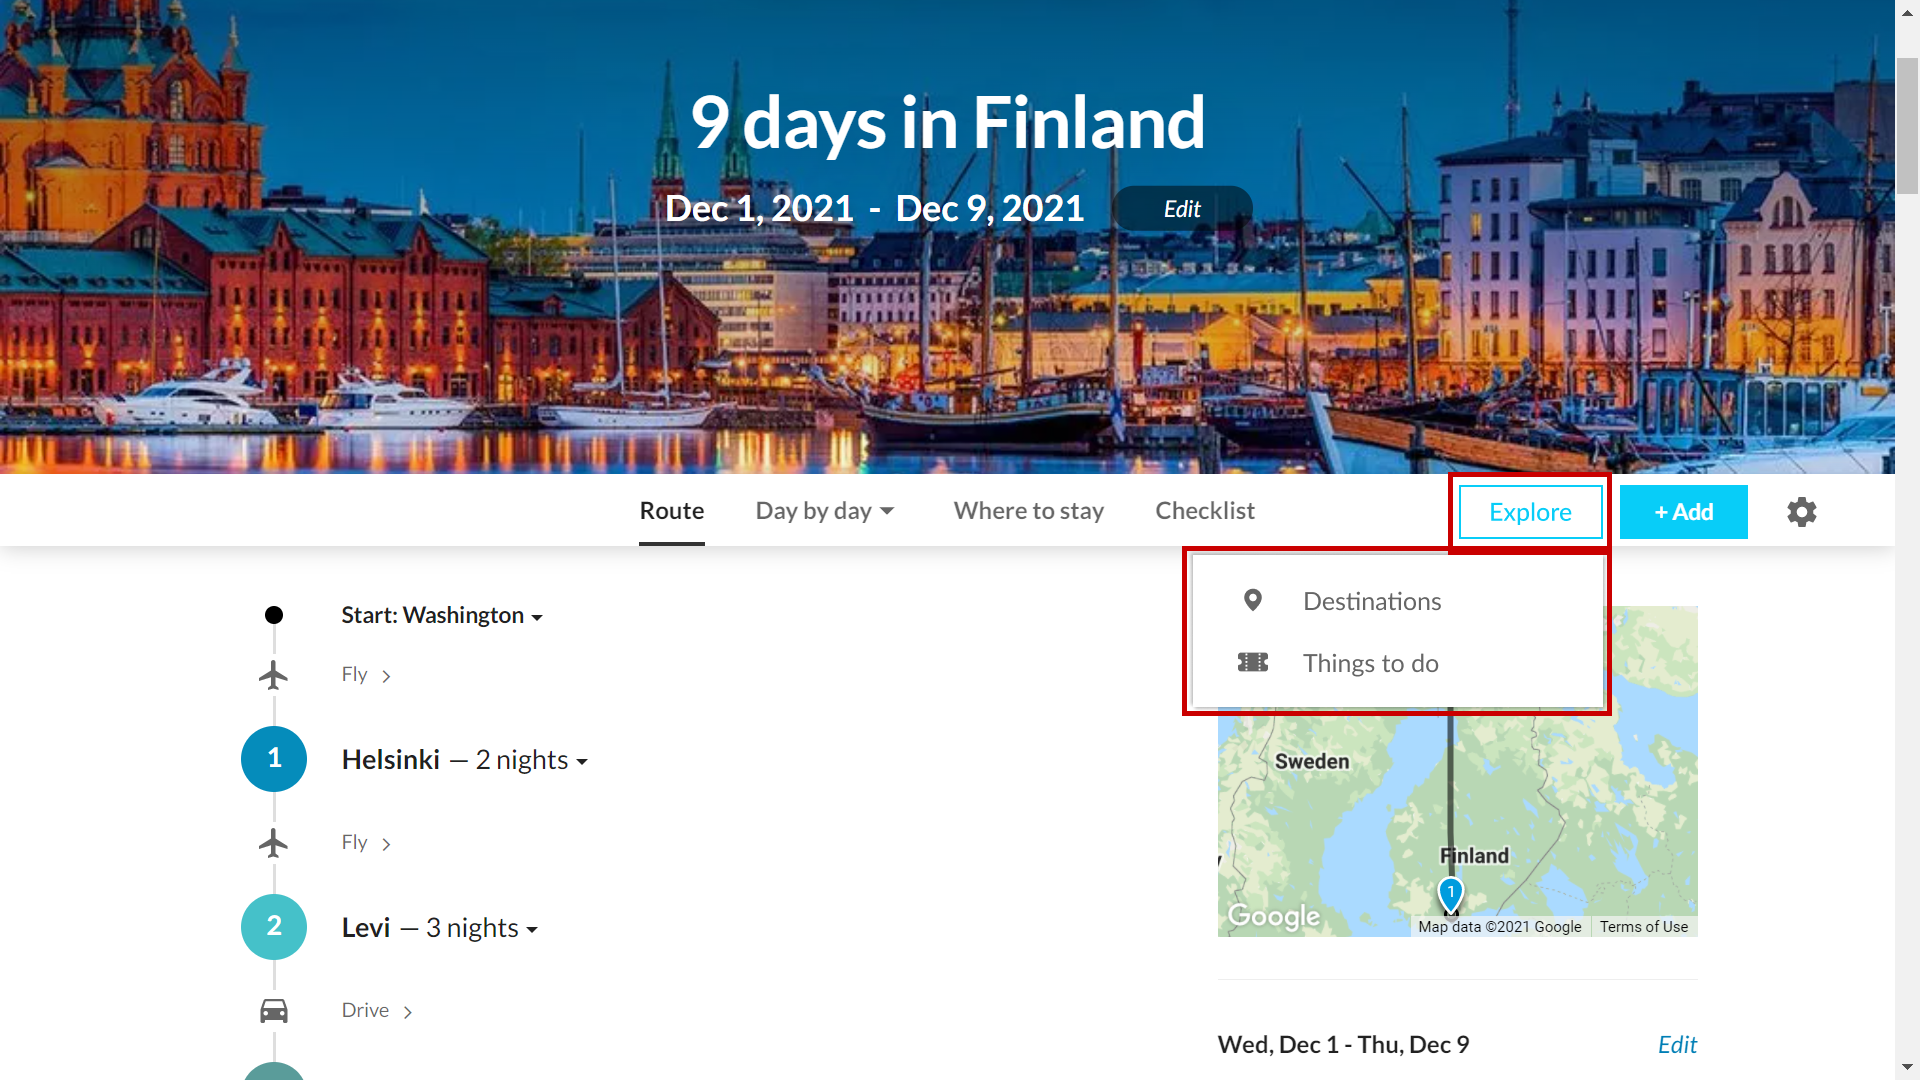 9 days in Finland
Dec 1, 2021 - Dec 9, 2021 Edit
Route Day by day Where to stay Checklist Explore + Add
Destinations
Things to do
Start: Washington
Fly
1 Helsinki — 2 nights
Fly
2 Levi — 3 nights
Drive
Sweden
Finland
1
Google
Map data ©2021 Google Terms of Use
Wed, Dec 1 - Thu, Dec 9 Edit